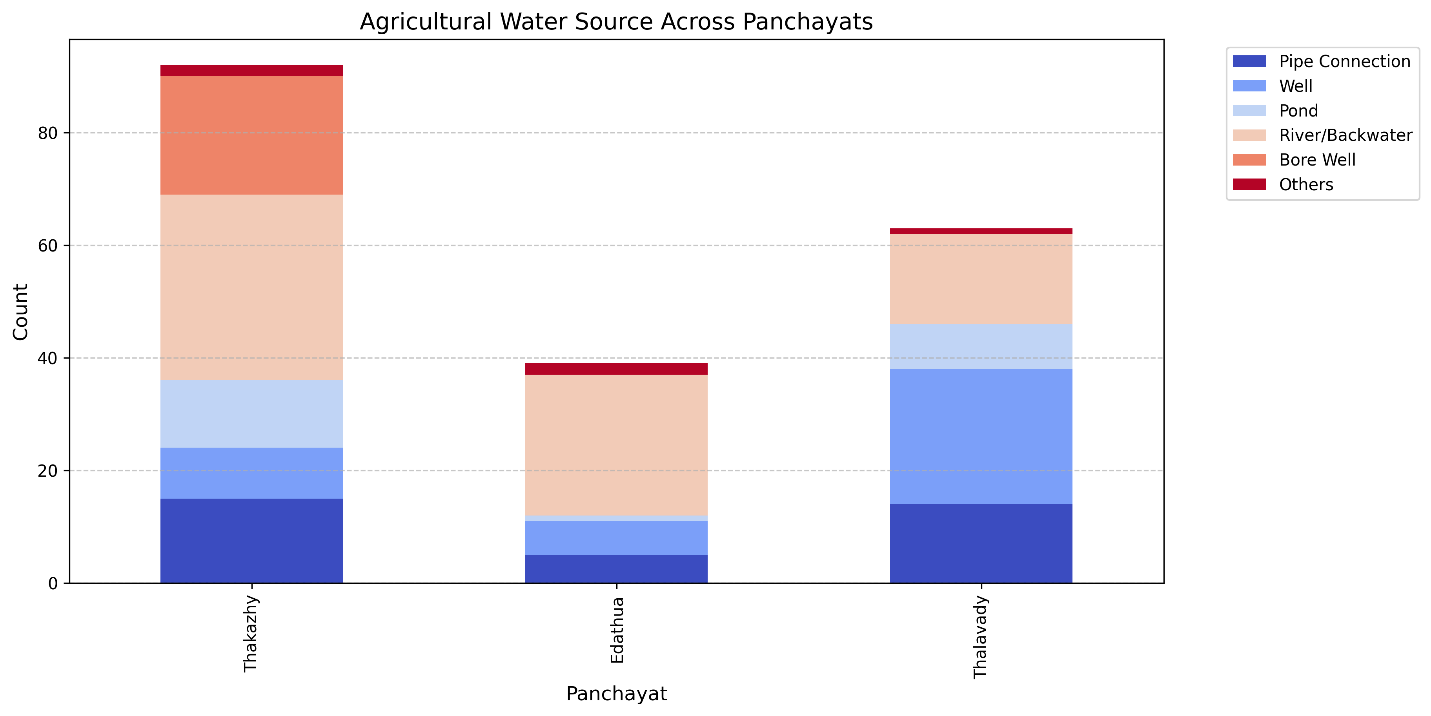 Agricultural Water Source Across Panchayats
Count
80
60
40
20
0
Thakazhy
Edathua
Thalavady
Panchayat
Pipe Connection
Well
Pond
River/Backwater
Bore Well
Others